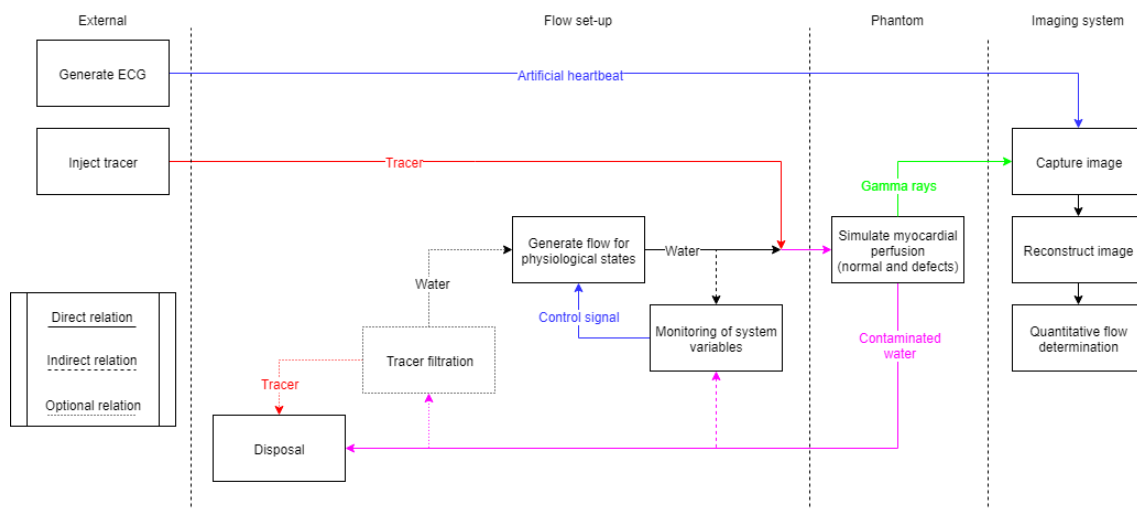 External
Flow set-up
Phantom
Imaging system
Generate ECG
Artificial heartbeat
Inject tracer
Tracer
Capture image
Gamma rays
Generate flow for
physiological states
Water
Simulate myocardial
perfusion
(normal and defects)
Reconstruct image
Water
Direct relation
Indirect relation
Optional relation
Control signal
Monitoring of system
variables
Contaminated
water
Quantitative flow
determination
Tracer filtration
Tracer
Disposal